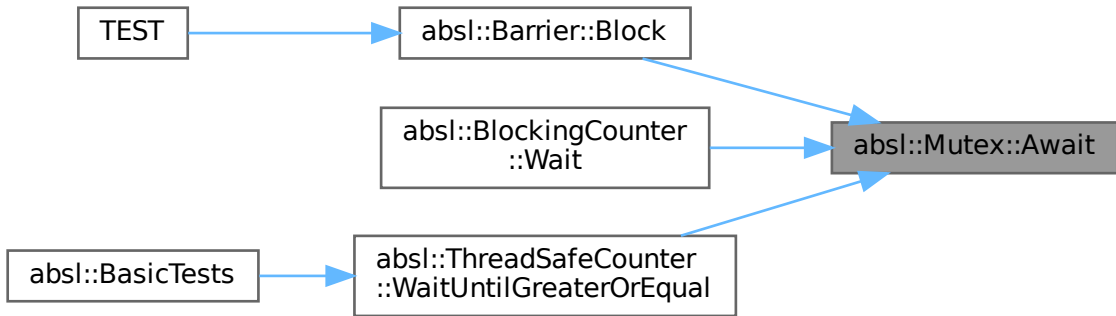 TEST
absl::Barrier::Block
absl::BlockingCounter
::Wait
absl::Mutex::Await
absl::BasicTests
absl::ThreadSafeCounter
::WaitUntilGreaterOrEqual